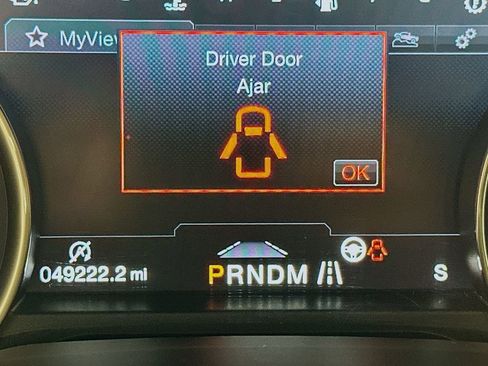 MyView
Driver Door
Ajar
OK
049222.2 mi
PRNDM
S